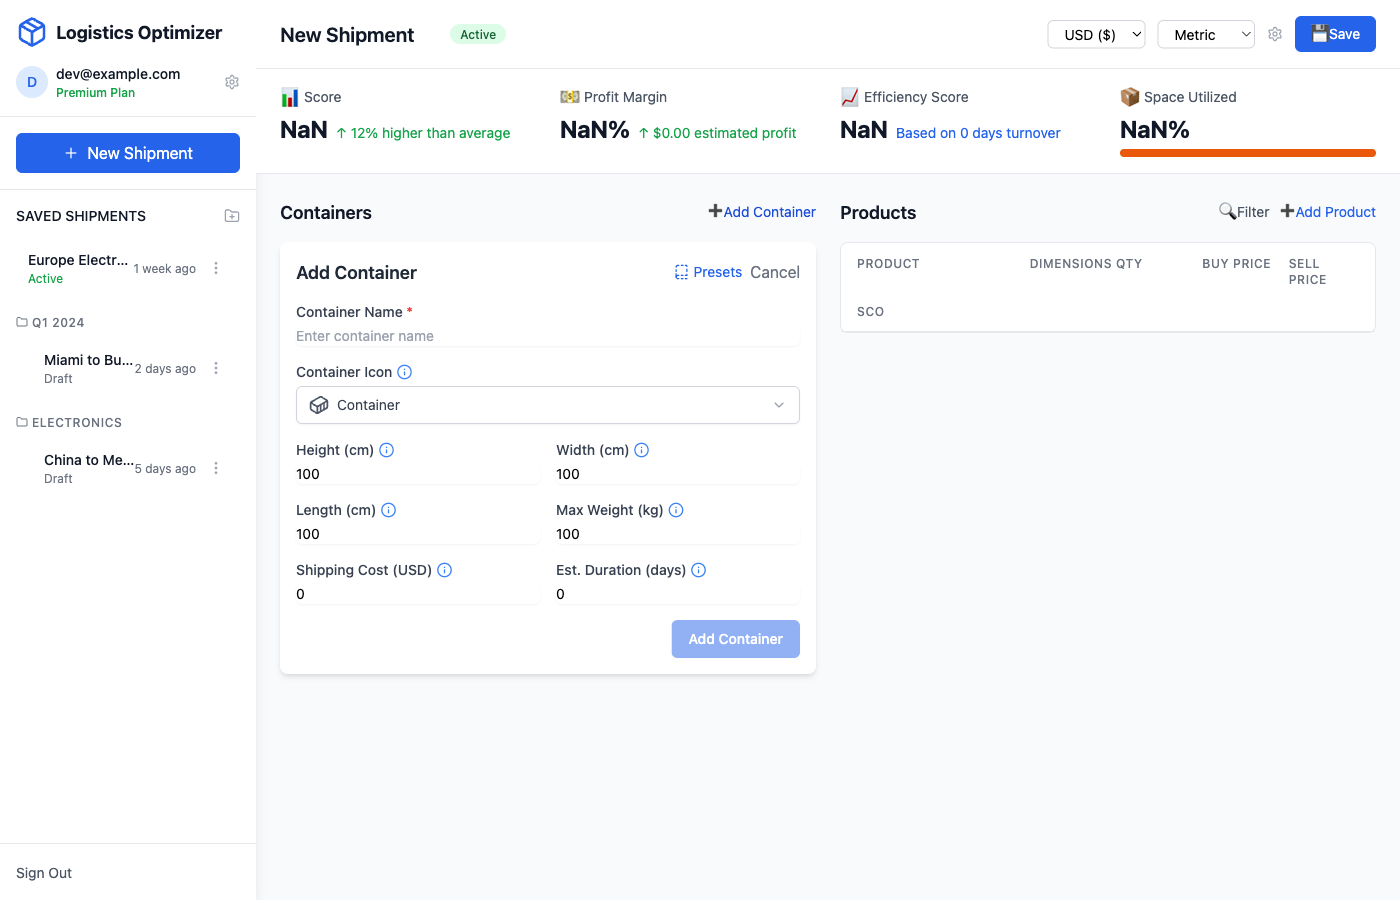 Logistics Optimizer
D
dev@example.com
Premium Plan
+ New Shipment
SAVED SHIPMENTS
Europe Electr...
1 week ago
Active
Q1 2024
Miami to Bu...
2 days ago
Draft
ELECTRONICS
China to Me...
5 days ago
Draft
Sign Out
New Shipment
Active
USD ($)
Metric
Save
Score
NaN ↑ 12% higher than average
Profit Margin
NaN% ↑ $0.00 estimated profit
Efficiency Score
NaN Based on 0 days turnover
Space Utilized
NaN%
Containers
Add Container
Add Container
Presets
Cancel
Container Name *
Enter container name
Container Icon
Container
Height (cm)
100
Width (cm)
100
Length (cm)
100
Max Weight (kg)
100
Shipping Cost (USD)
0
Est. Duration (days)
0
Add Container
Products
Filter
Add Product
PRODUCT
DIMENSIONS QTY
BUY PRICE
SELL
PRICE
SCO